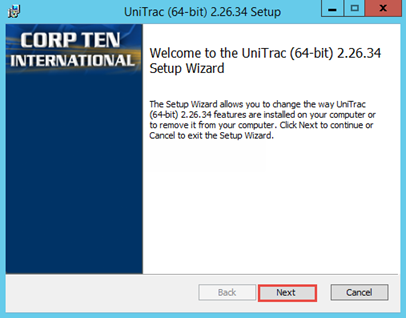 UniTrac (64-bit) 2.26.34 Setup
CORP TEN
INTERNATIONAL
Welcome to the UniTrac (64-bit) 2.26.34
Setup Wizard
The Setup Wizard allows you to change the way UniTrac
(64-bit) 2.26.34 features are installed on your computer or
to remove it from your computer. Click Next to continue or
Cancel to exit the Setup Wizard.
Back
Next
Cancel